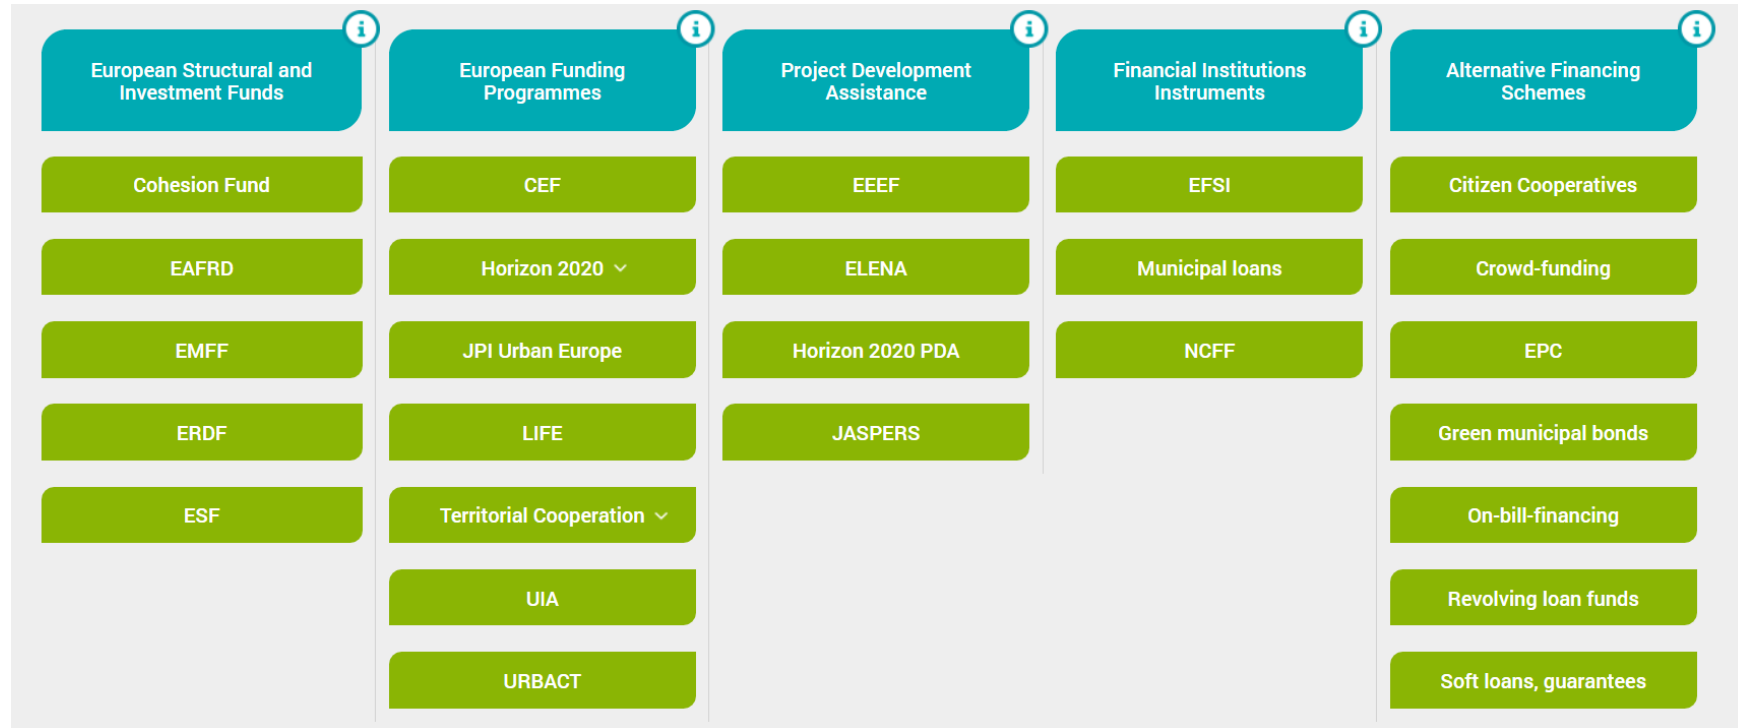 European Structural and
Investment Funds
Cohesion Fund
EAFRD
EMFF
ERDF
ESF
European Funding
Programmes
CEF
Horizon 2020
JPI Urban Europe
LIFE
Territorial Cooperation
UIA
URBACT
Project Development
Assistance
EEEF
ELENA
Horizon 2020 PDA
JASPERS
Financial Institutions
Instruments
EFSI
Municipal loans
NCFF
Alternative Financing
Schemes
Citizen Cooperatives
Crowd-funding
EPC
Green municipal bonds
On-bill-financing
Revolving loan funds
Soft loans, guarantees